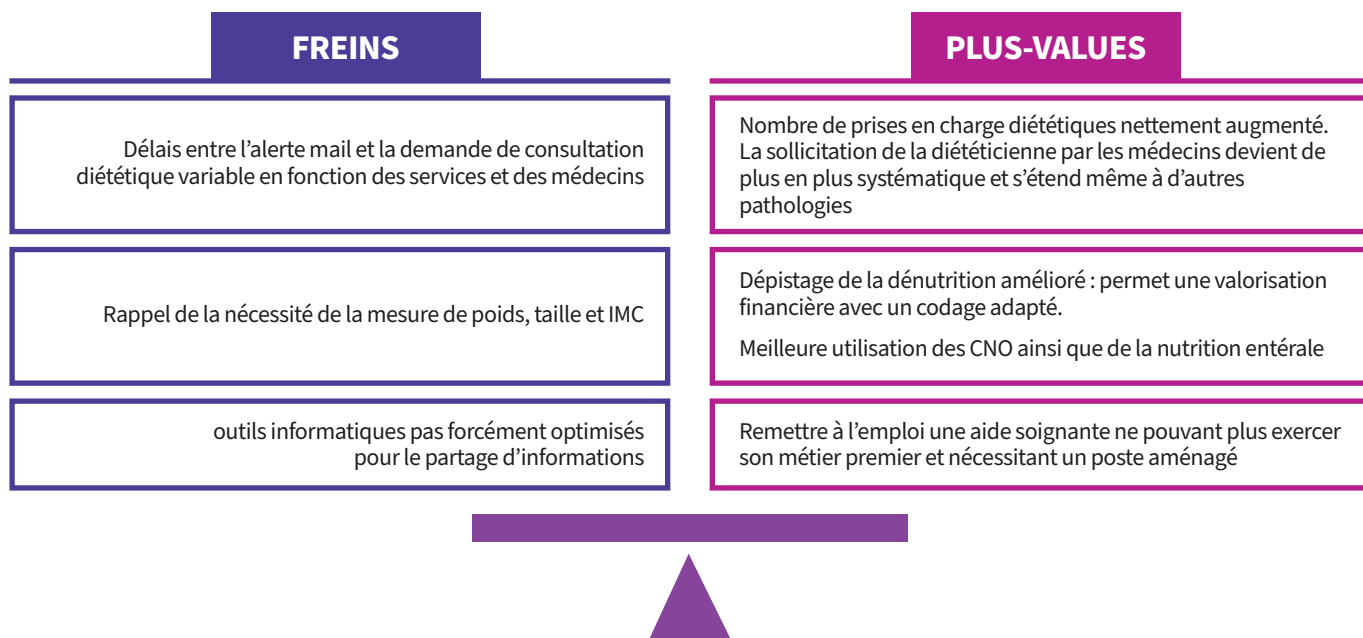 FREINS
Délais entre l’alerte mail et la demande de consultation
diététique variable en fonction des services et des médecins
Rappel de la nécessité de la mesure de poids, taille et IMC
outils informatiques pas forcément optimisés
pour le partage d’informations
PLUS-VALUES
Nombre de prises en charge diététiques nettement augmenté.
La sollicitation de la diététicienne par les médecins devient de
plus en plus systématique et s’étend même à d’autres
pathologies
Dépistage de la dénutrition amélioré : permet une valorisation
financière avec un codage adapté.
Meilleure utilisation des CNO ainsi que de la nutrition entérale
Remettre à l’emploi une aide soignante ne pouvant plus exercer
son métier premier et nécessitant un poste aménagé